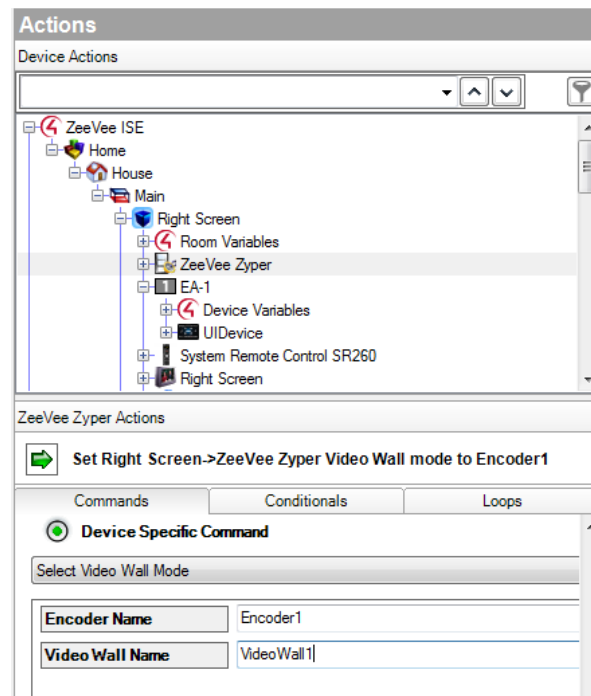 Actions
Device Actions
ZeeVee ISE
Home
House
Main
Right Screen
Room Variables
ZeeVee Zyper
1 EA-1
Device Variables
UIDevice
System Remote Control SR260
Right Screen
ZeeVee Zyper Actions
Set Right Screen->ZeeVee Zyper Video Wall mode to Encoder1
Commands Conditionals Loops
Device Specific Command
Select Video Wall Mode
Encoder Name Encoder1
Video Wall Name VideoWall1